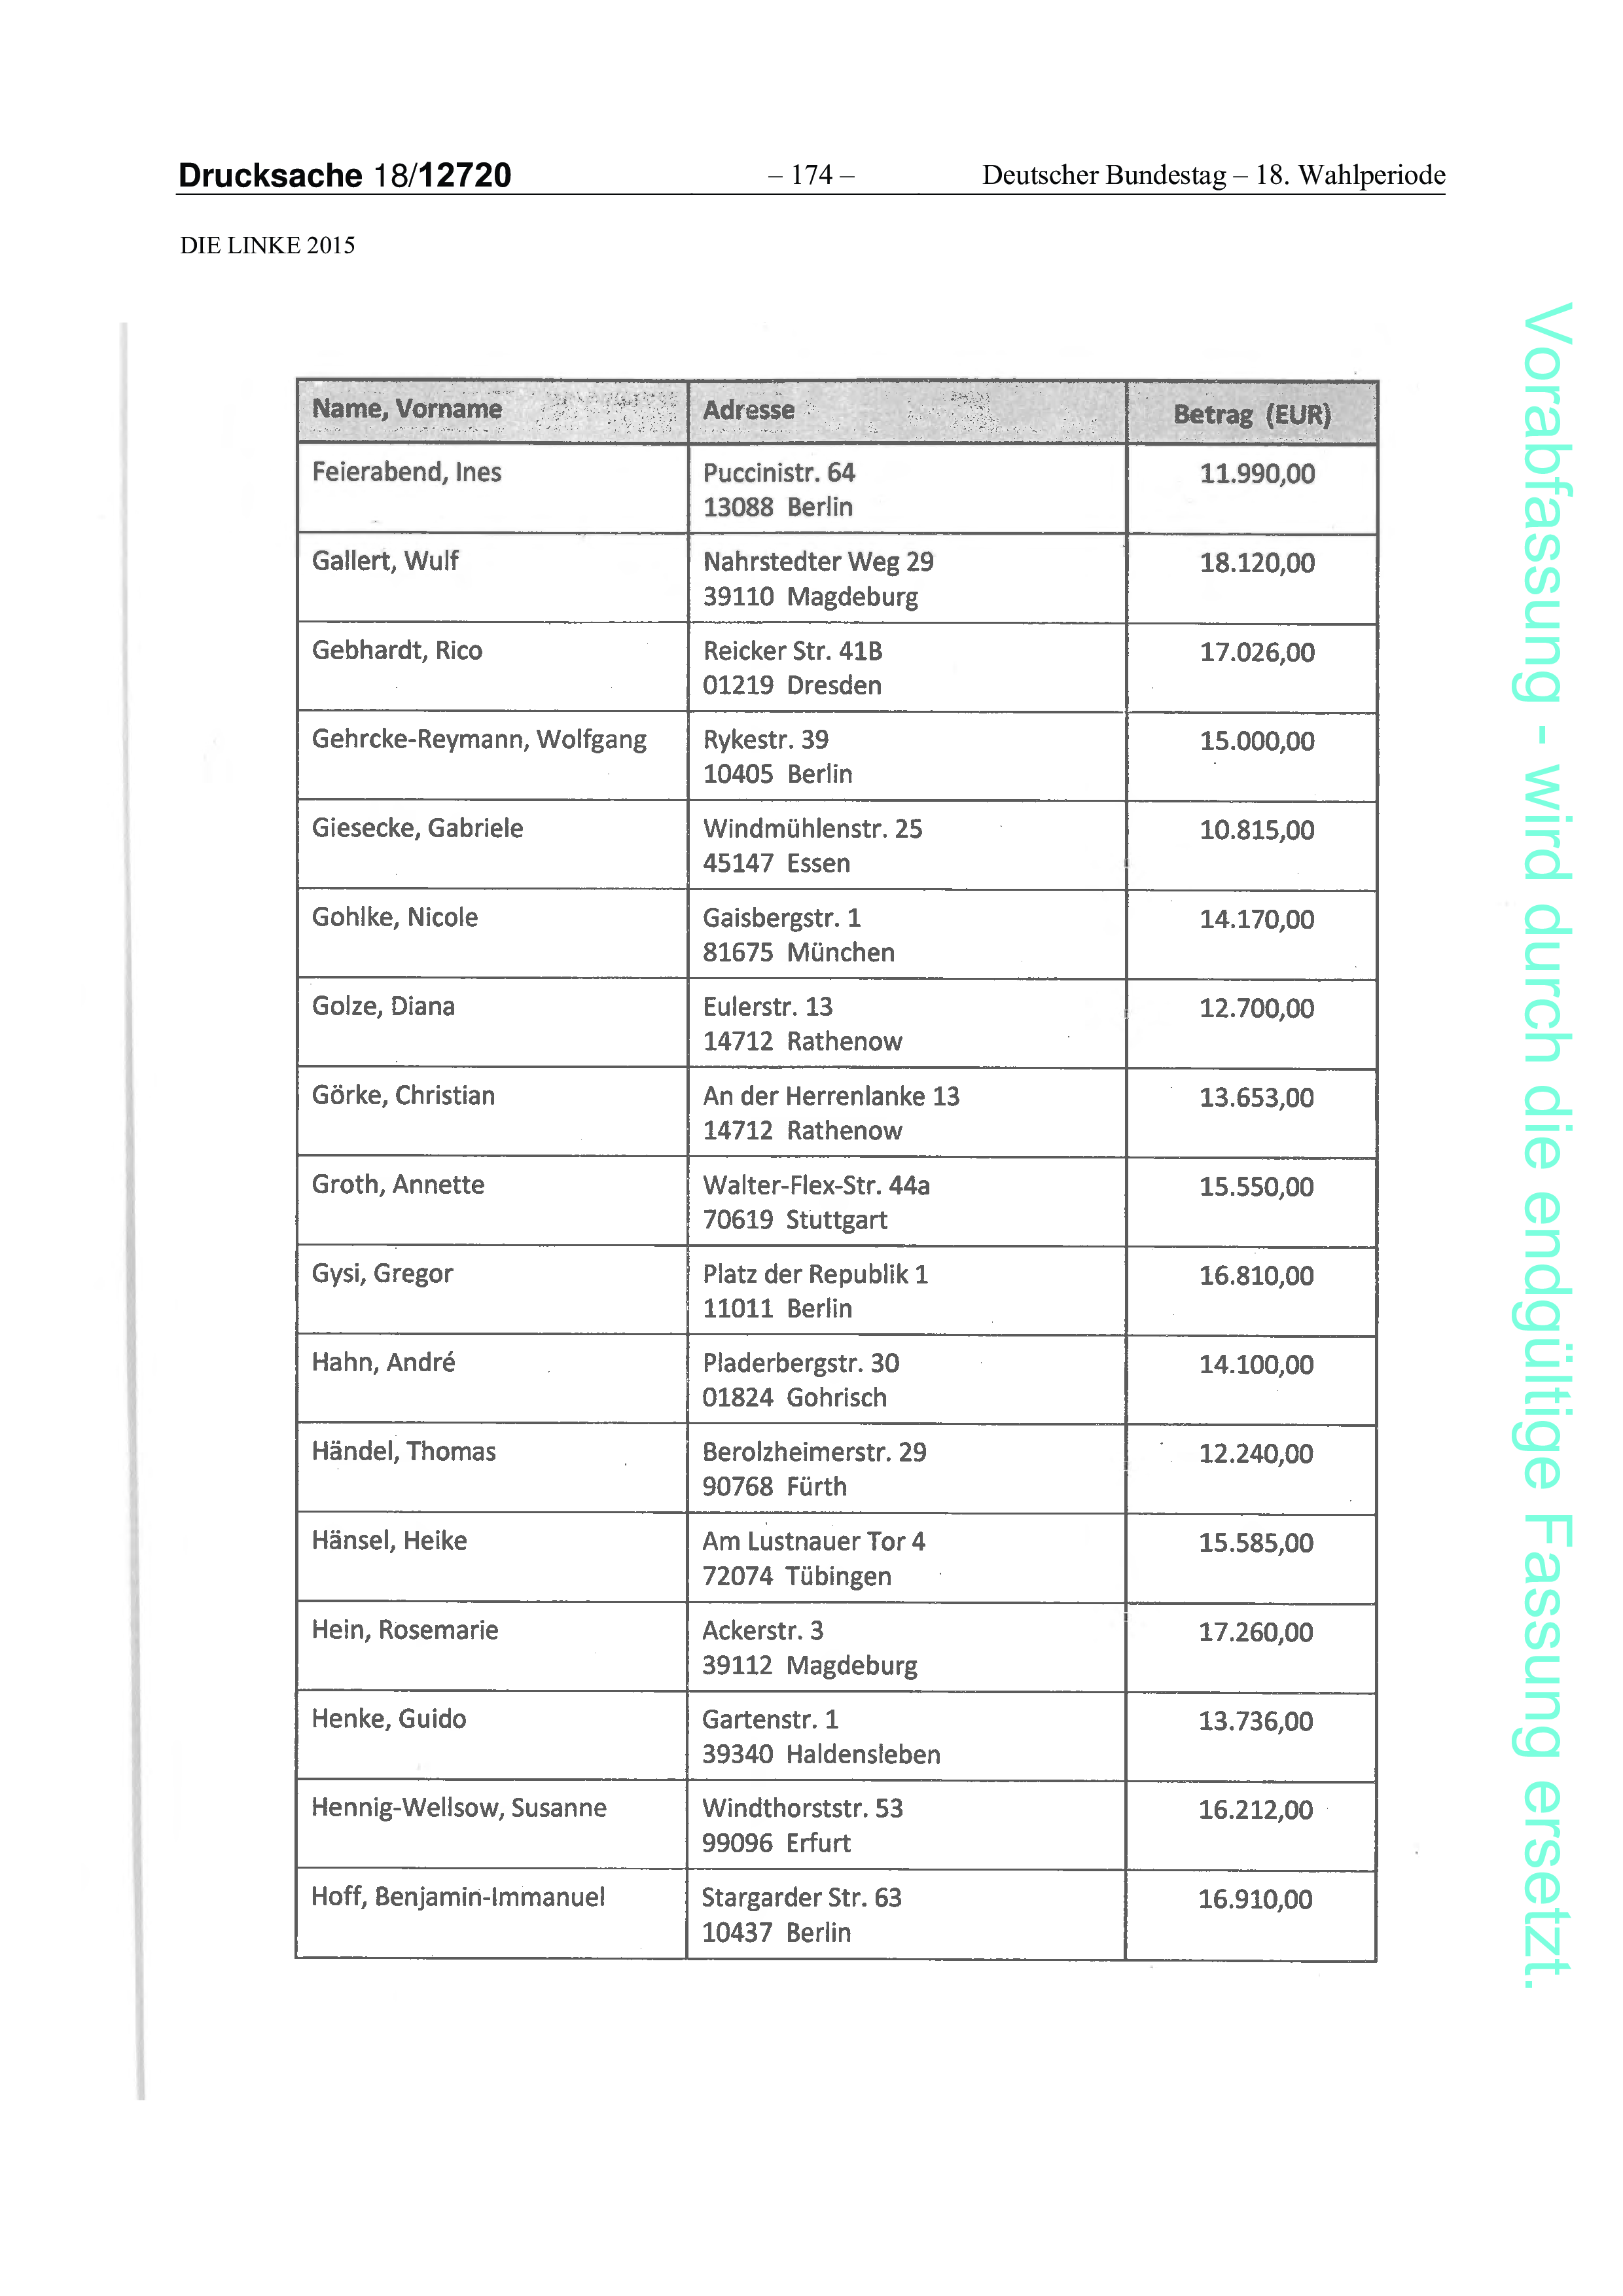 Drucksache 18/12720 – 174 – Deutscher Bundestag – 18. Wahlperiode
DIE LINKE 2015
Name, Vorname Adresse Betrag (EUR)
Feierabend, Ines Puccinistr. 64 11.990,00
13088 Berlin
Gallert, Wulf Nahrstedter Weg 29 18.120,00
39110 Magdeburg
Gebhardt, Rico Reicker Str. 41B 17.026,00
01219 Dresden
Gehrcke-Reymann, Wolfgang Rykestr. 39 15.000,00
10405 Berlin
Giesecke, Gabriele Windmühlenstr. 25 10.815,00
45147 Essen
Gohlke, Nicole Gaisbergstr. 1 14.170,00
81675 München
Golze, Diana Eulerstr. 13 12.700,00
14712 Rathenow
Görke, Christian An der Herrenlanke 13 13.653,00
14712 Rathenow
Groth, Annette Walter-Flex-Str. 44a 15.550,00
70619 Stuttgart
Gysi, Gregor Platz der Republik 1 16.810,00
11011 Berlin
Hahn, André Pladerbergstr. 30 14.100,00
01824 Gohrisch
Händel, Thomas Berolzheimerstr. 29 12.240,00
90768 Fürth
Hänsel, Heike Am Lustnauer Tor 4 15.585,00
72074 Tübingen
Hein, Rosemarie Ackerstr. 3 17.260,00
39112 Magdeburg
Henke, Guido Gartenstr. 1 13.736,00
39340 Haldensleben
Hennig-Wellsow, Susanne Windthorststr. 53 16.212,00
99096 Erfurt
Hoff, Benjamin-Immanuel Stargarder Str. 63 16.910,00
10437 Berlin
Vorabfassung - wird durch die endgültige Fassung ersetzt.